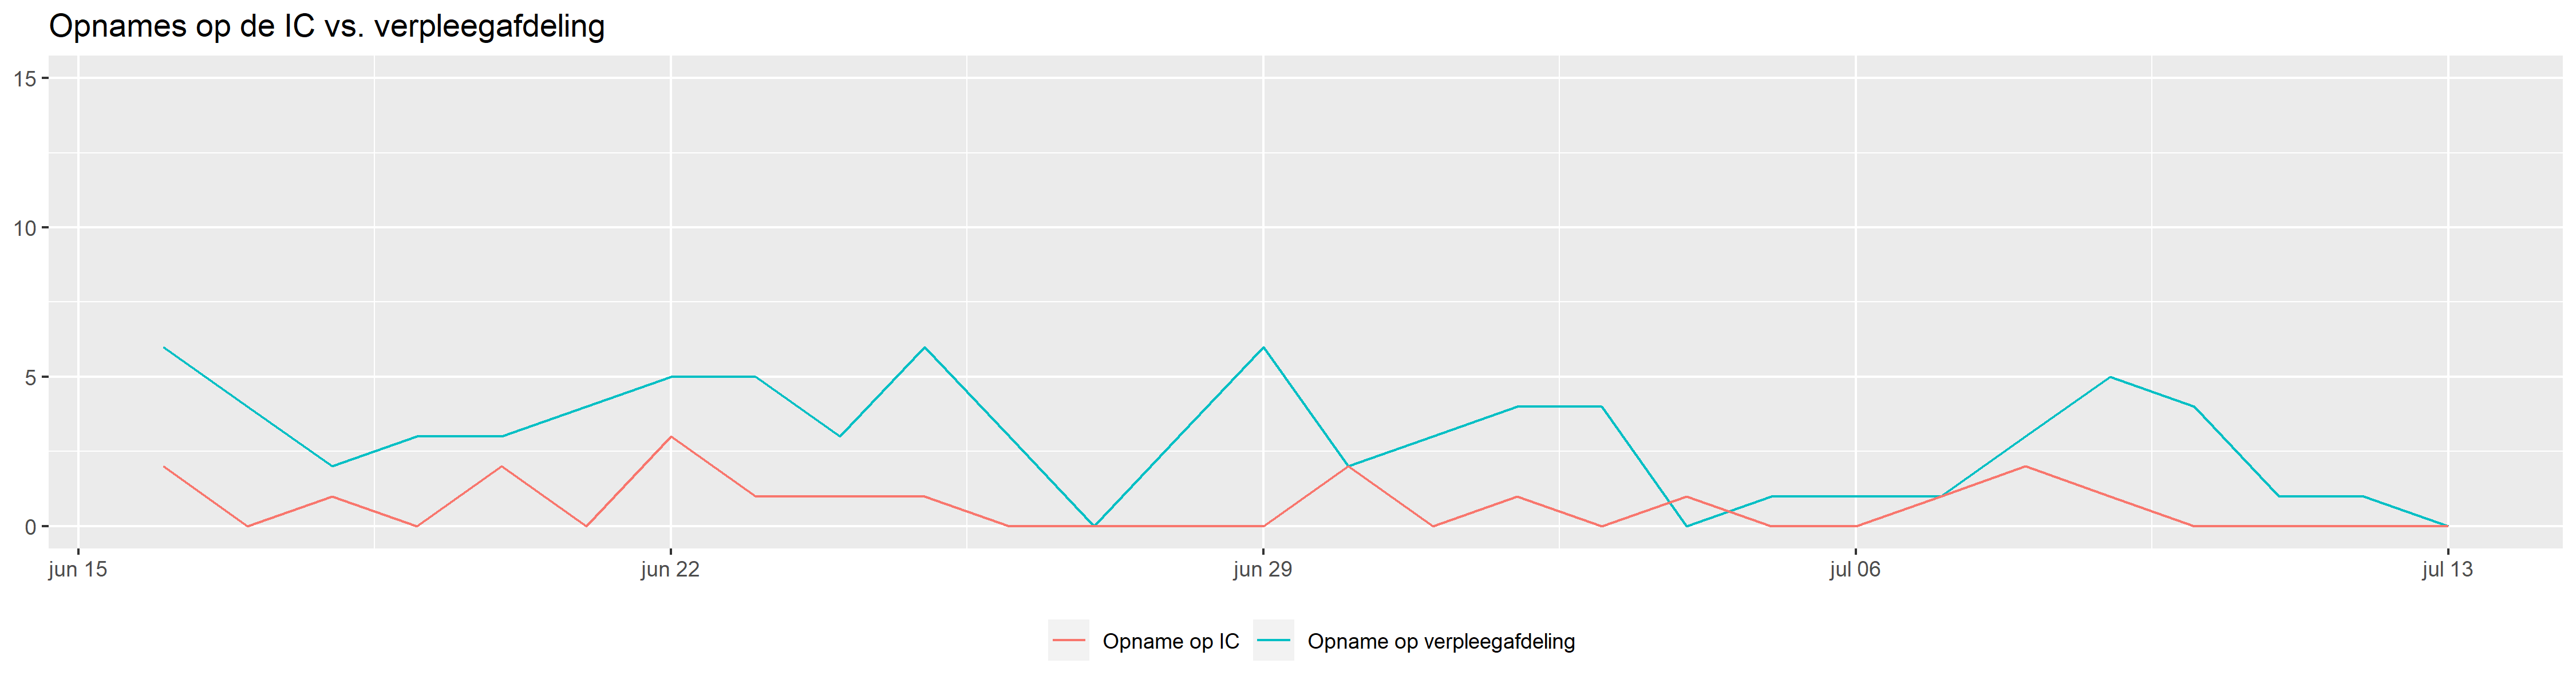 Opnames op de IC vs. verpleegafdeling
15
10
5
0
jun 15 jun 22 jun 29 jul 06 jul 13
Opname op IC Opname op verpleegafdeling